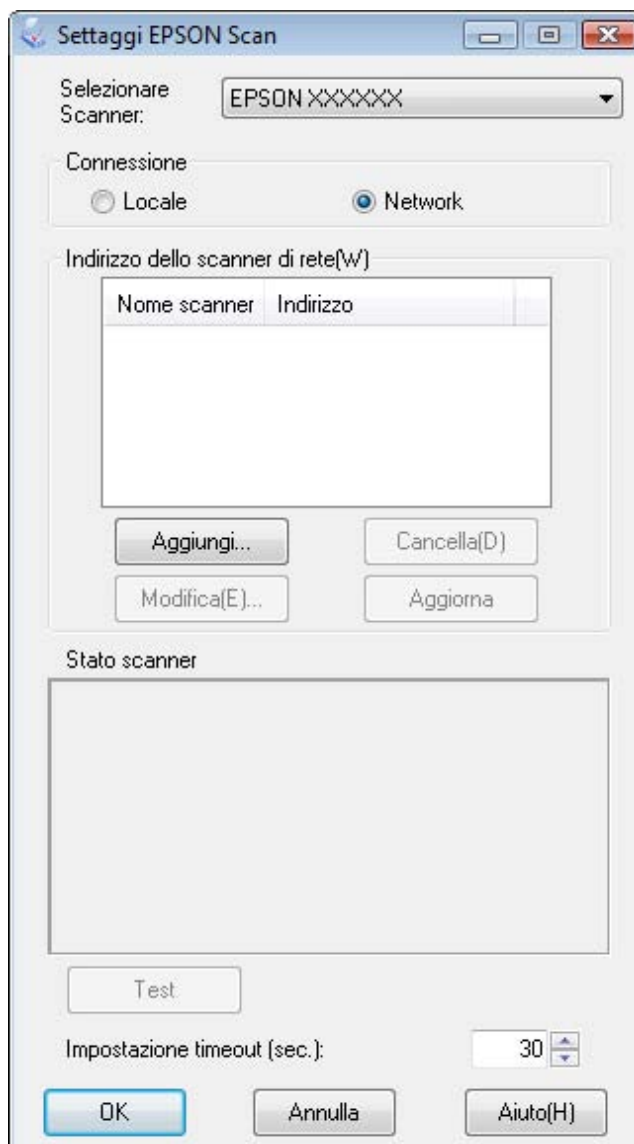 Settaggi EPSON Scan
Selezionare
Scanner:
EPSON XXXXXX
Connessione
Locale
Network
Indirizzo dello scanner di rete(W)
Nome scanner
Indirizzo
Aggiungi...
Cancella(D)
Modifica(E)...
Aggiorna
Stato scanner
Test
Impostazione timeout (sec.):
30
OK
Annulla
Aiuto(H)